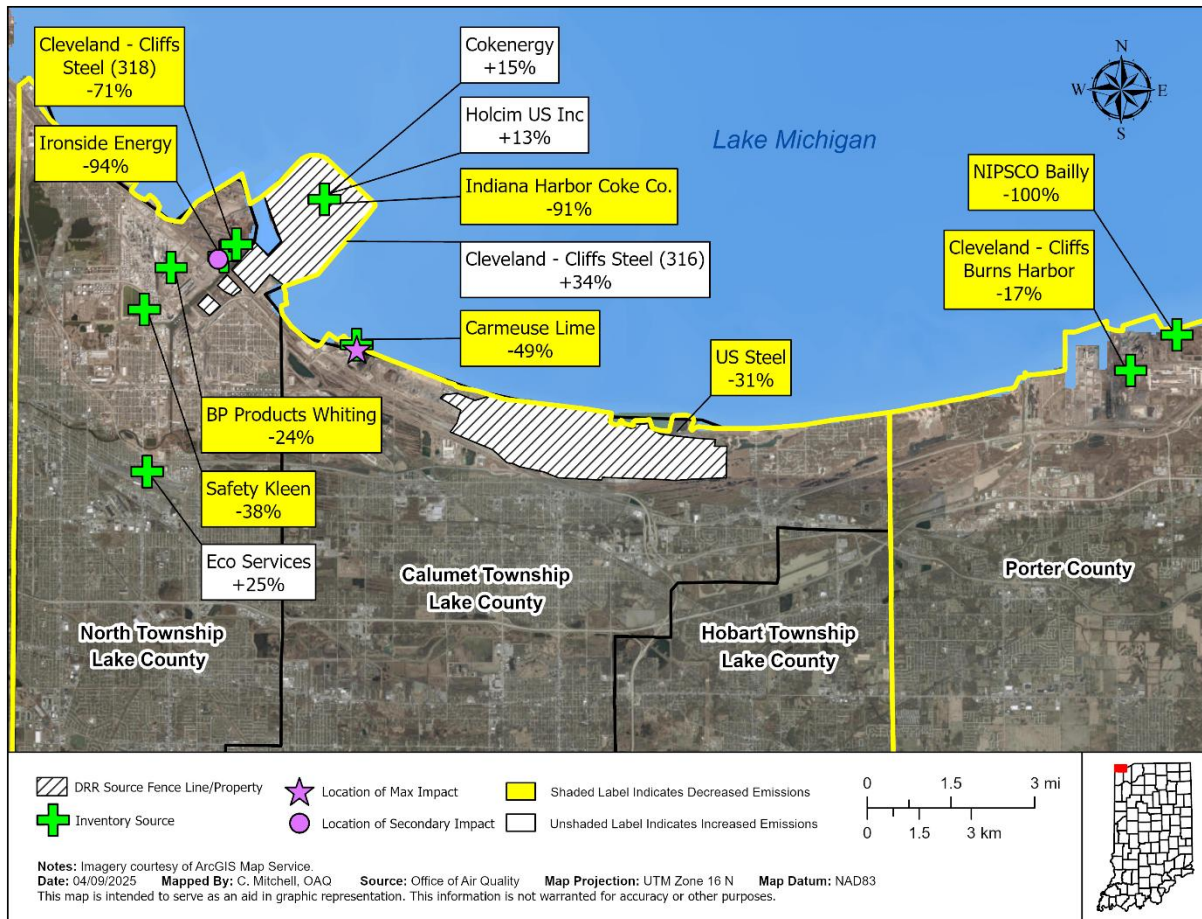 Cleveland - Cliffs
Steel (318)
-71%
Cokenergy
+15%
N
W
E
S
Holcim US Inc
+13%
Lake Michigan
Ironside Energy
-94%
Indiana Harbor Coke Co.
-91%
NIPSCO Bailly
-100%
Cleveland - Cliffs Steel (316)
+34%
Cleveland - Cliffs
Burns Harbor
-17%
Carmeuse Lime
-49%
US Steel
-31%
BP Products Whiting
-24%
Safety Kleen
-38%
Eco Services
+25%
Calumet Township
Lake County
Porter County
North Township
Lake County
Hobart Township
Lake County
DRR Source Fence Line/Property
Inventory Source
Location of Max Impact
Location of Secondary Impact
Shaded Label Indicates Decreased Emissions
Unshaded Label Indicates Increased Emissions
0 1.5 3 mi
0 1.5 3 km
Notes: Imagery courtesy of ArcGIS Map Service.
Date: 04/09/2025 Mapped By: C. Mitchell, OAQ Source: Office of Air Quality Map Projection: UTM Zone 16 N Map Datum: NAD83
This map is intended to serve as an aid in graphic representation. This information is not warranted for accuracy or other purposes.